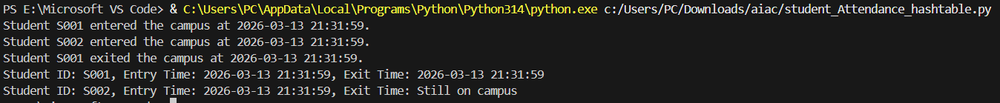 PS E:\Microsoft VS Code> & C:\Users\PC\AppData\Local\Programs\Python\Python314\python.exe c:/Users/PC/Downloads/aiac/student_Attendance_hashtable.py
Student S001 entered the campus at 2026-03-13 21:31:59.
Student S002 entered the campus at 2026-03-13 21:31:59.
Student S001 exited the campus at 2026-03-13 21:31:59.
Student ID: S001, Entry Time: 2026-03-13 21:31:59, Exit Time: 2026-03-13 21:31:59
Student ID: S002, Entry Time: 2026-03-13 21:31:59, Exit Time: Still on campus